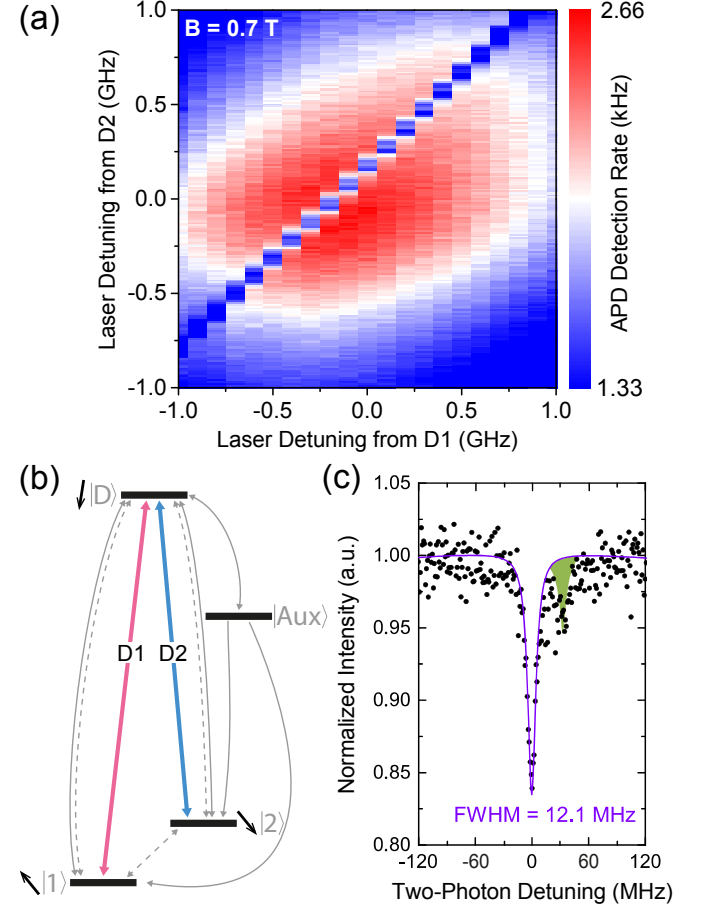 (a)
B = 0.7 T
Laser Detuning from D2 (GHz)
1.0
0.5
0.0
-0.5
-1.0
-1.0 -0.5 0.0 0.5 1.0
Laser Detuning from D1 (GHz)
2.66
APD Detection Rate (kHz)
1.33
(b)
|D⟩
|Aux⟩
D1 D2
|2⟩
|1⟩
(c)
Normalized Intensity (a.u.)
1.05
1.00
0.95
0.90
0.85
0.80
FWHM = 12.1 MHz
-120 -60 0 60 120
Two-Photon Detuning (MHz)